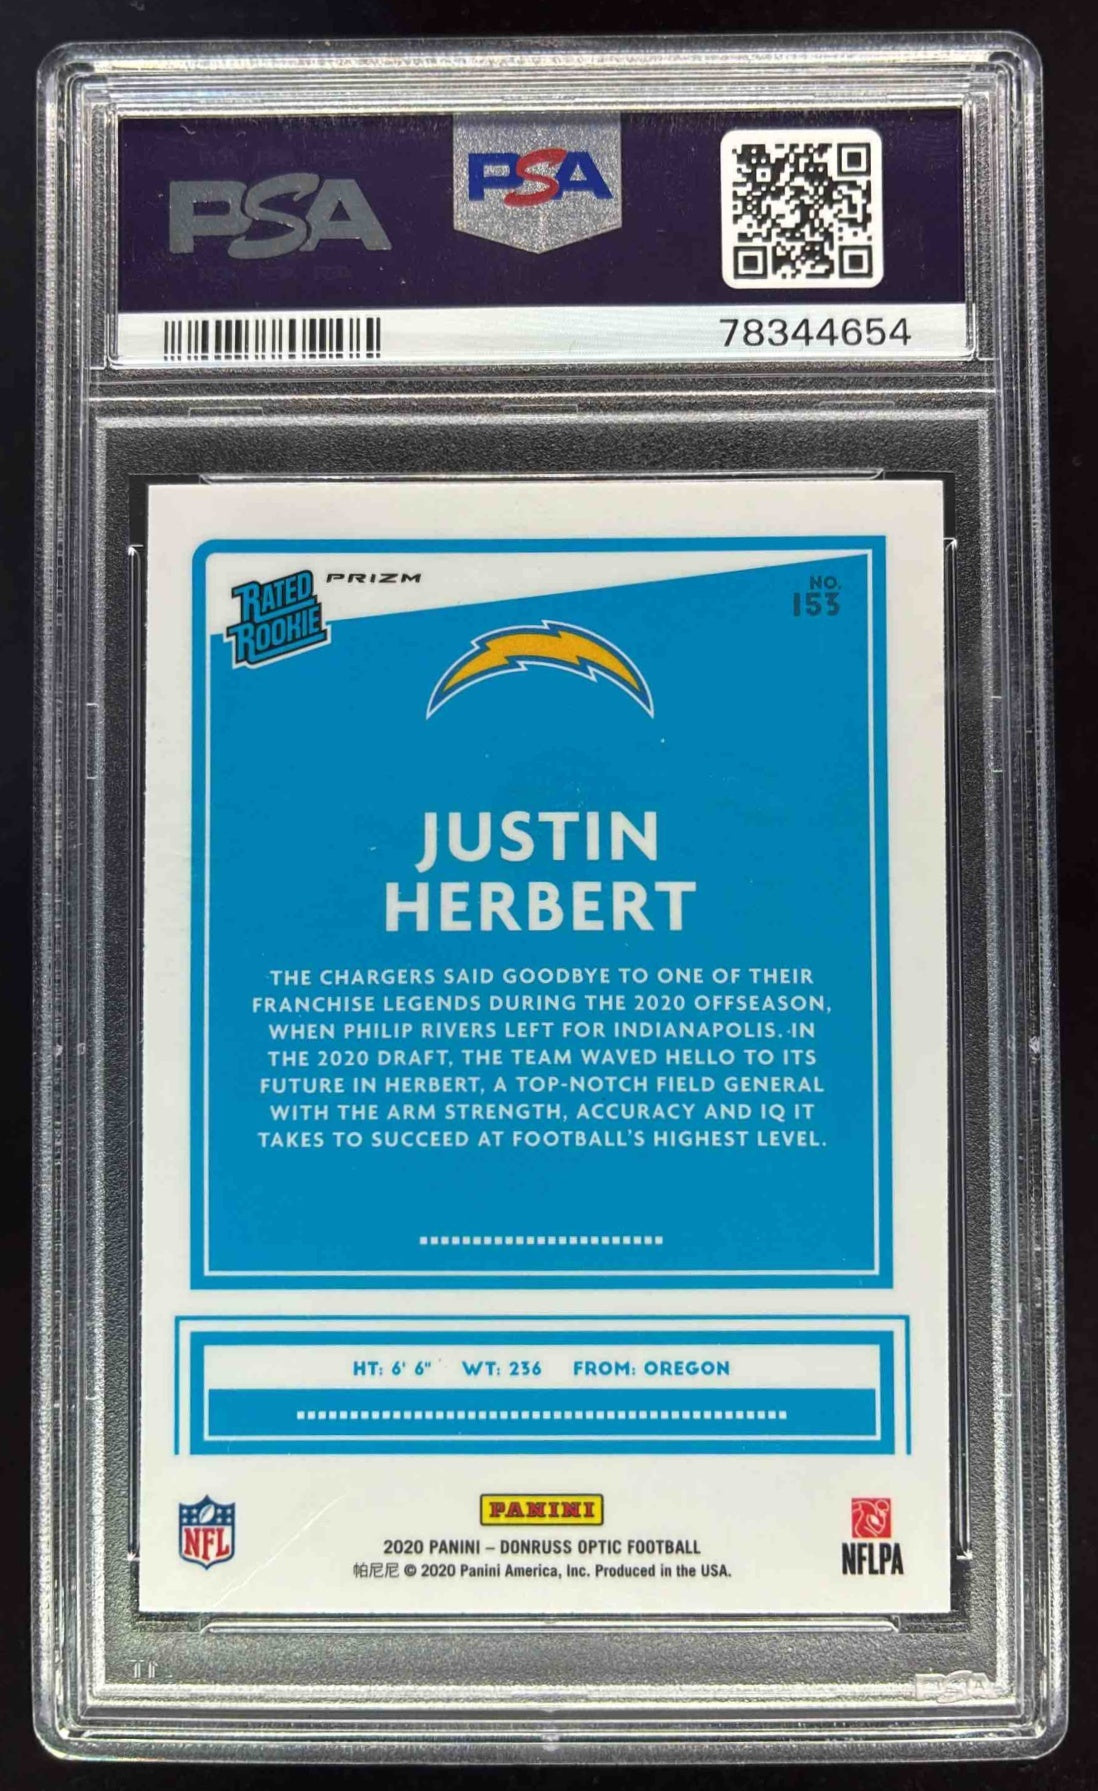 PSA
PSA
78344654
RATED ROOKIE
PRIZM
NO.
153
JUSTIN
HERBERT
THE CHARGERS SAID GOODBYE TO ONE OF THEIR
FRANCHISE LEGENDS DURING THE 2020 OFFSEASON,
WHEN PHILIP RIVERS LEFT FOR INDIANAPOLIS. IN
THE 2020 DRAFT, THE TEAM WAVED HELLO TO ITS
FUTURE IN HERBERT, A TOP-NOTCH FIELD GENERAL
WITH THE ARM STRENGTH, ACCURACY AND IQ IT
TAKES TO SUCCEED AT FOOTBALL'S HIGHEST LEVEL.
HT: 6' 6" WT: 236 FROM: OREGON
NFL
PANINI
NFLPA
2020 PANINI – DONRUSS OPTIC FOOTBALL
帕尼尼 © 2020 Panini America, Inc. Produced in the USA.
PSA